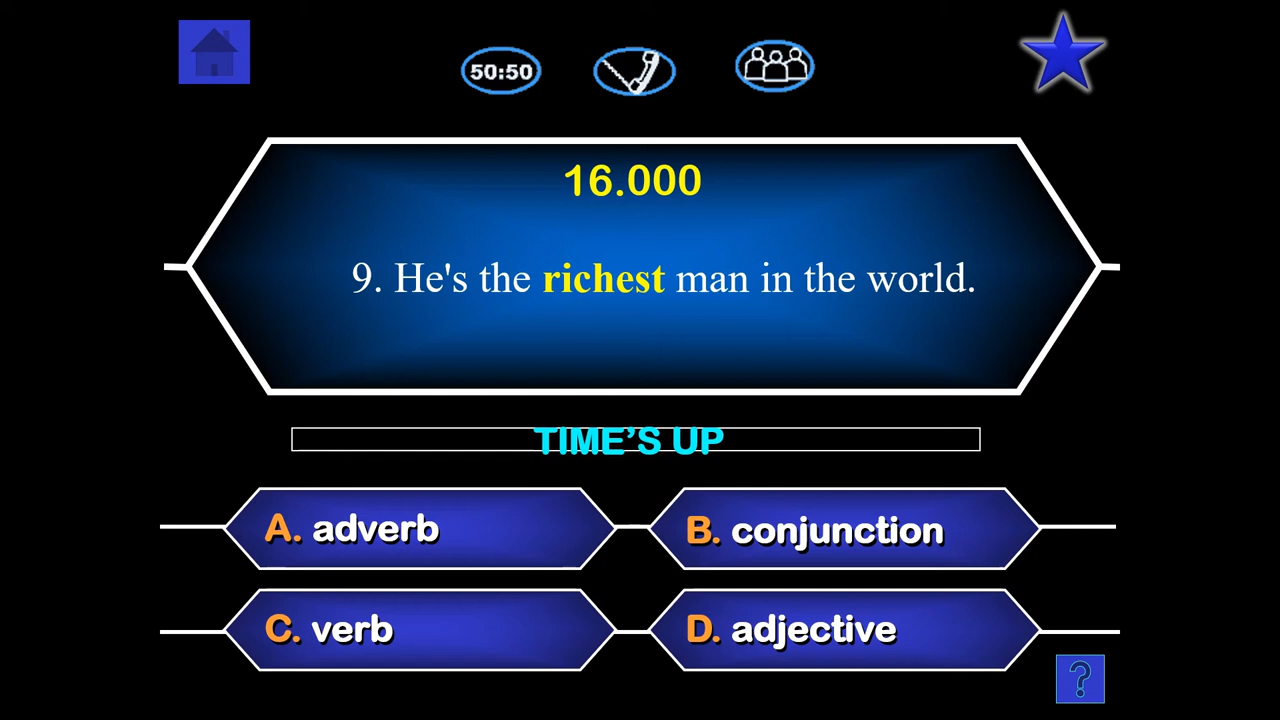 50:50
16.000
9. He's the richest man in the world.
TIME’S UP
A. adverb
B. conjunction
C. verb
D. adjective
?